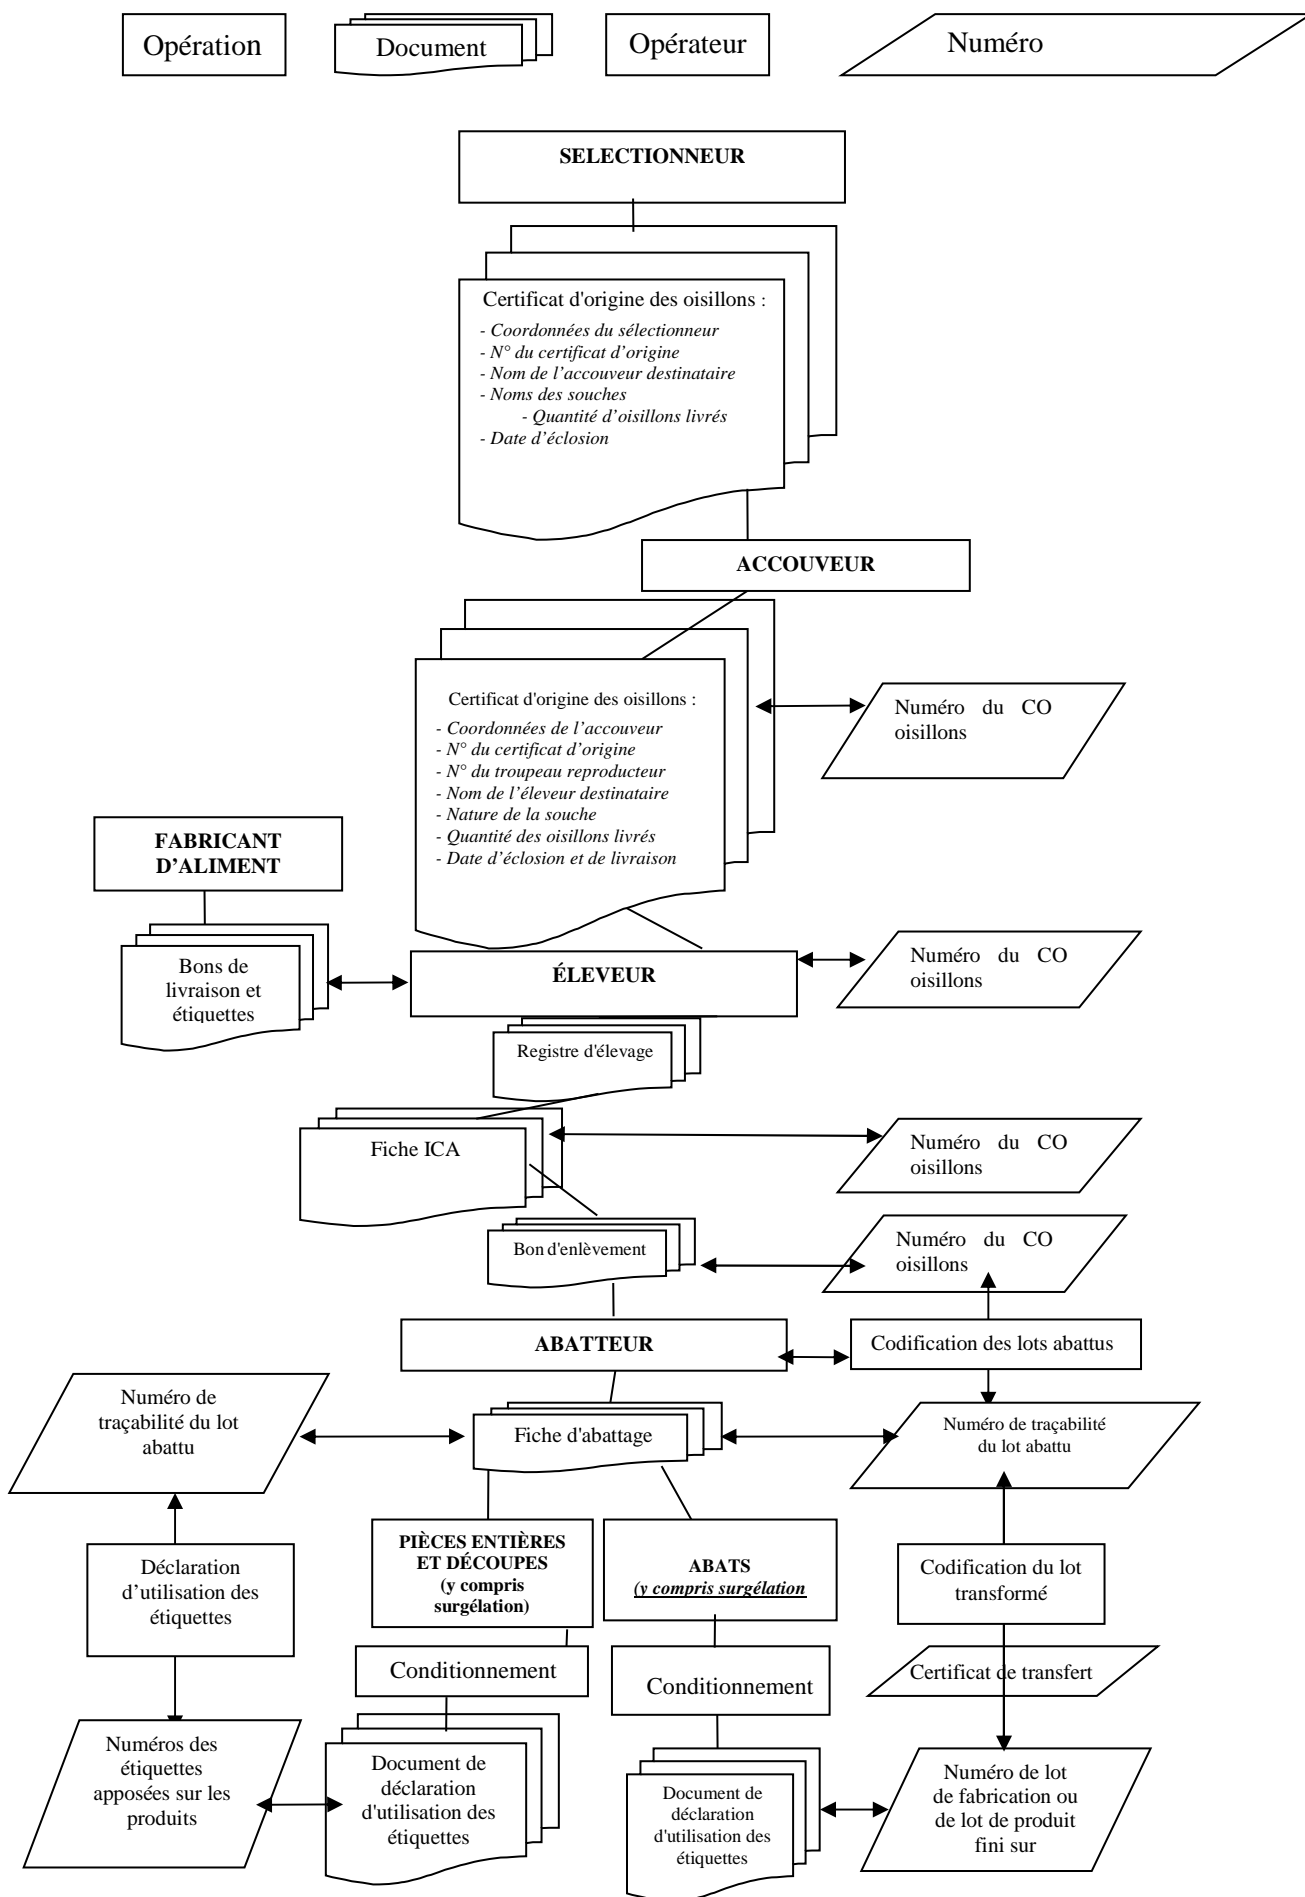 Opération
Document
Opérateur
Numéro
SELECTIONNEUR
Certificat d'origine des oisillons :
- Coordonnées du sélectionneur
- N° du certificat d’origine
- Nom de l’accouveur destinataire
- Noms des souches
- Quantité d’oisillons livrés
- Date d’éclosion
ACCOUVEUR
Certificat d'origine des oisillons :
- Coordonnées de l’accouveur
- N° du certificat d’origine
- N° du troupeau reproducteur
- Nom de l’éleveur destinataire
- Nature de la souche
- Quantité des oisillons livrés
- Date d’éclosion et de livraison
Numéro du CO
oisillons
FABRICANT
D’ALIMENT
Bons de
livraison et
étiquettes
ÉLEVEUR
Numéro du CO
oisillons
Registre d'élevage
Fiche ICA
Numéro du CO
oisillons
Bon d'enlèvement
Numéro du CO
oisillons
ABATTEUR
Codification des lots abattus
Numéro de
traçabilité du lot
abattu
Fiche d'abattage
Numéro de traçabilité
du lot abattu
PIÈCES ENTIÈRES
ET DÉCOUPES
(y compris
surgélation)
ABATS
(y compris surgélation
Déclaration
d’utilisation des
étiquettes
Codification du lot
transformé
Conditionnement
Conditionnement
Certificat de transfert
Numéros des
étiquettes
apposées sur les
produits
Document de
déclaration
d'utilisation des
étiquettes
Document de
déclaration
d'utilisation des
étiquettes
Numéro de lot
de fabrication ou
de lot de produit
fini sur